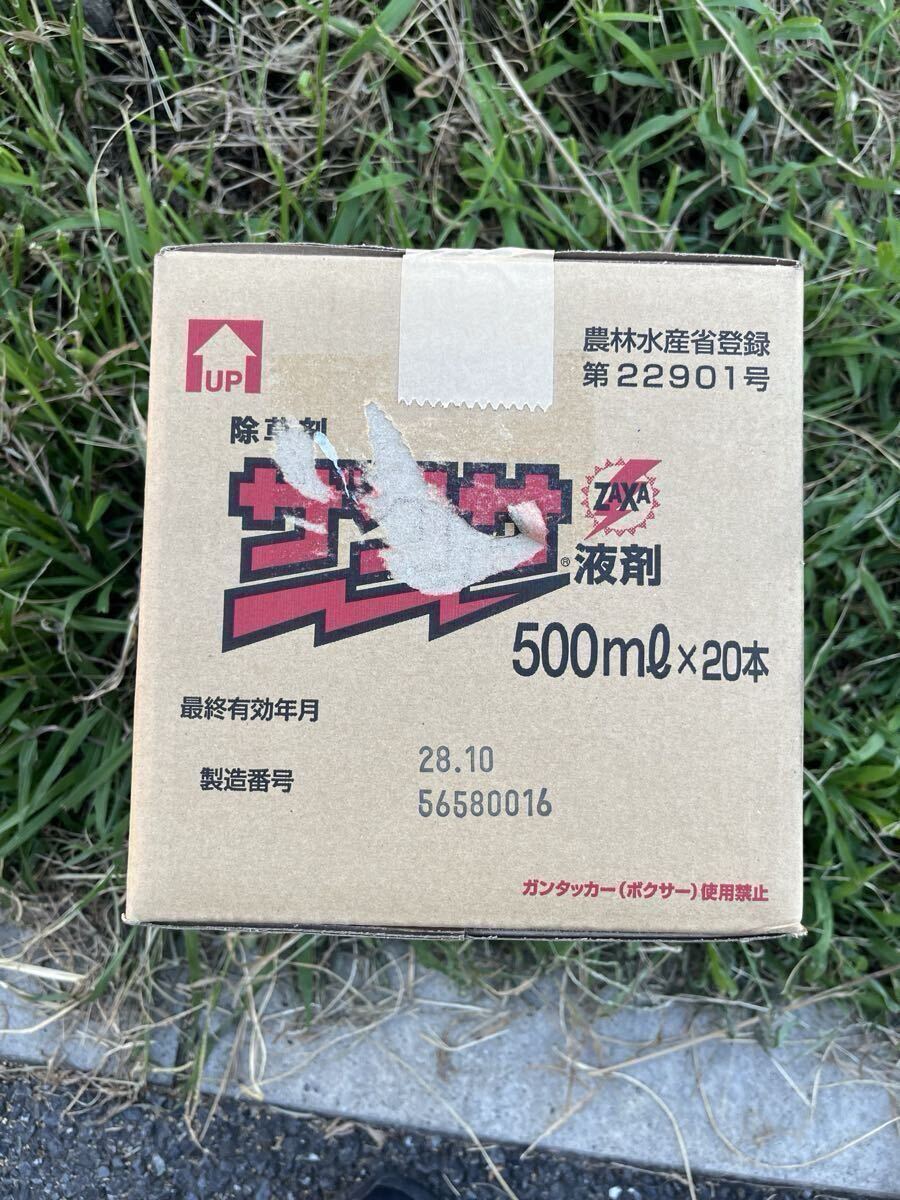 農林水産省登録
第22901号
UP
除草剤
ZAXA
® 液剤
500ml×20本
最終有効年月
28.10
製造番号
56580016
ガンタッカー(ボクサー)使用禁止